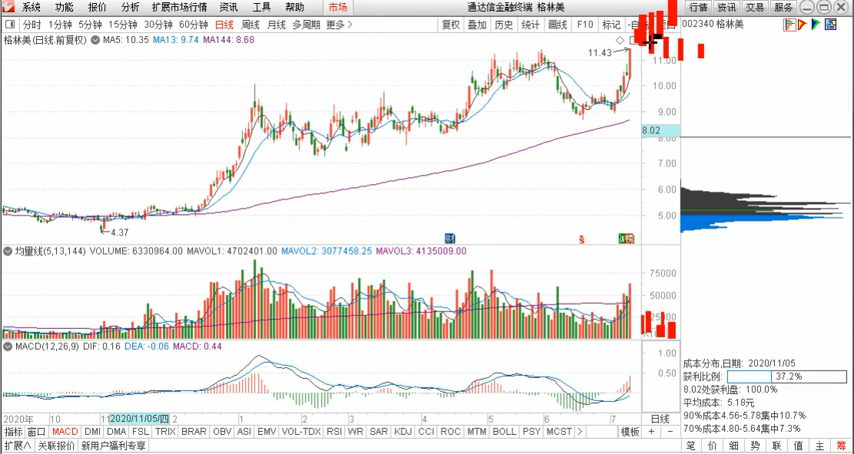 系统 功能 报价 分析 扩展市场行情 资讯 工具 帮助 市场 通达信金融终端 格林美 行情 资讯 交易 服务
分时 1分钟 5分钟 15分钟 30分钟 60分钟 日线 周线 月线 多周期 更多 > 复权 叠加 历史 统计 画线 F10 标记 002340 格林美
格林美(日线.前复权) MA5: 10.35 MA13: 9.74 MA144: 8.68
11.43
11.00
10.00
9.00
8.02
8.00
7.00
6.00
5.00
4.37
均量线(5,13,144) VOLUME: 6330964.00 MAVOL1: 4702401.00 MAVOL2: 3077458.25 MAVOL3: 4135009.00
75000
50000
MACD(12,26,9) DIF: 0.16 DEA: -0.06 MACD: 0.44
1.00
0.50
0.00
成本分布,日期: 2020/11/05
获利比例: 37.2%
8.02处获利盘: 100.0%
平均成本: 5.18元
90%成本4.56-5.78集中10.7%
70%成本4.80-5.64集中7.3%
2020年 10 11 2020/11/05/四 2 2 3 4 5 6 7 日线
指标 窗口 MACD DMI DMA FSL TRIX BRAR OBV ASI EMV VOL-TDX RSI WR SAR KDJ CCI ROC MTM BOLL PSY MCST > 模板 + −
扩展∧ 关联报价 新用户福利专享 笔 价 细 势 联 值 主 筹